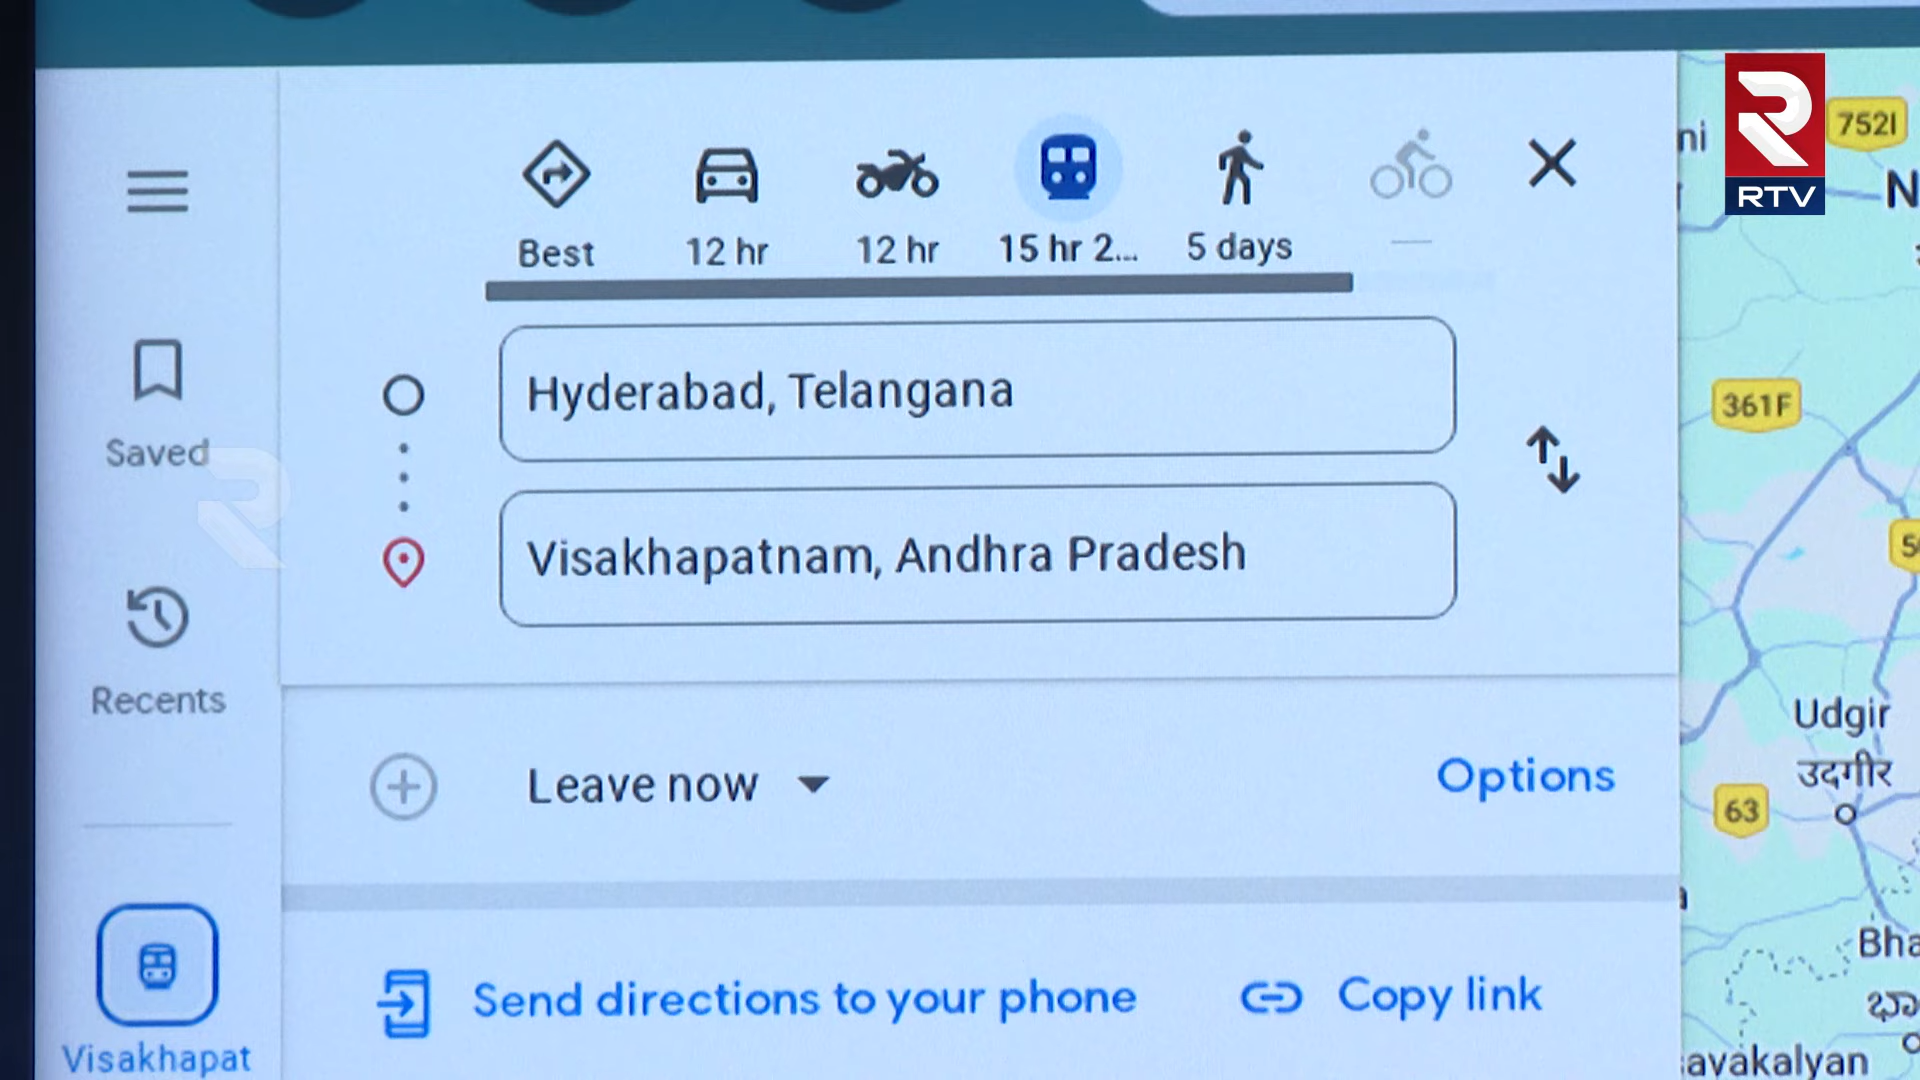 Best
12 hr
12 hr
15 hr 2...
5 days
Hyderabad, Telangana
Visakhapatnam, Andhra Pradesh
Leave now
Options
Send directions to your phone
Copy link
Saved
Recents
Visakhapat
RTV
752I
361F
Udgir
उदगीर
63